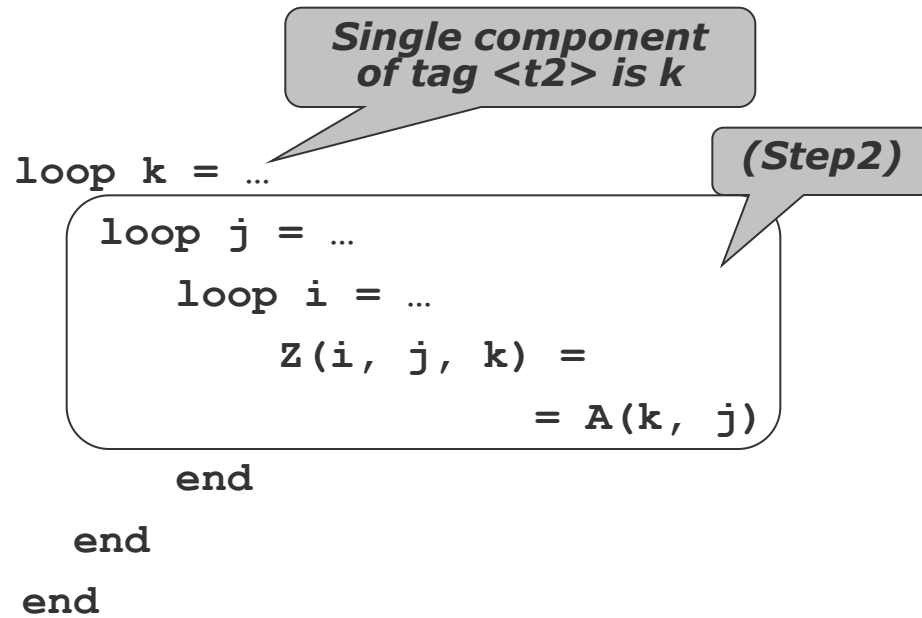 Single component
of tag <t2> is k
loop k = …
(Step2)
loop j = …
loop i = …
Z(i, j, k) =
= A(k, j)
end
end
end